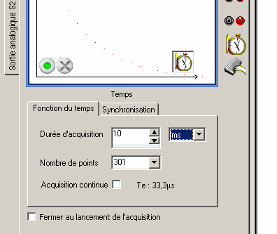 Sortie analogique S2
Temps
Fonction du temps Synchronisation
Durée d'acquisition 10 ms
Nombre de points 301
Acquisition continue Te : 33,3µs
Fermer au lancement de l'acquisition